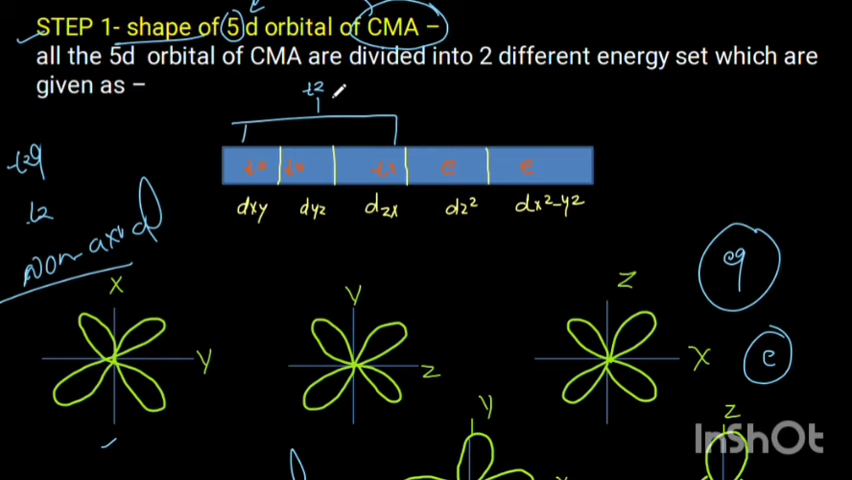 STEP 1- shape of 5 d orbital of CMA –
all the 5d orbital of CMA are divided into 2 different energy set which are
given as –
t2
t2g
t2
Non-axial
t2 t2 t2 e e
dxy dyz dzx dz² dx²-y²
eg
e
X
Y
Y
Z
Z
X
Y
Z
InShOt